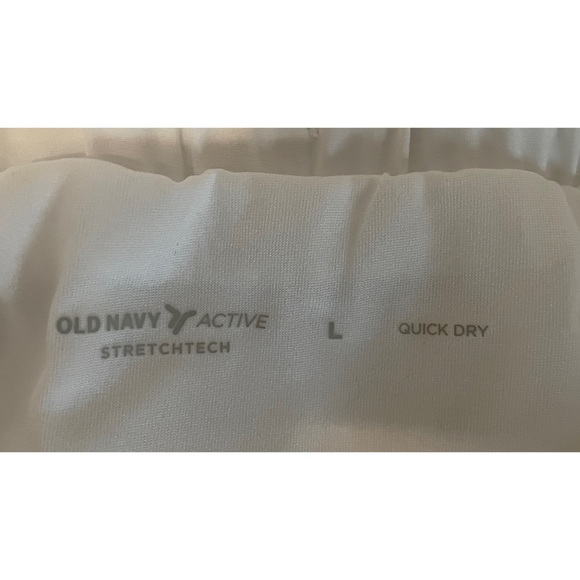 OLD NAVY ACTIVE
STRETCHTECH
L
QUICK DRY